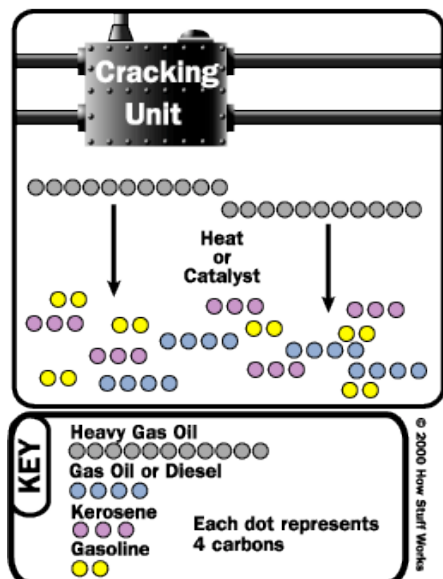 Cracking
Unit
Heat
or
Catalyst
KEY
Heavy Gas Oil
Gas Oil or Diesel
Kerosene
Gasoline
Each dot represents
4 carbons
© 2000 How Stuff Works